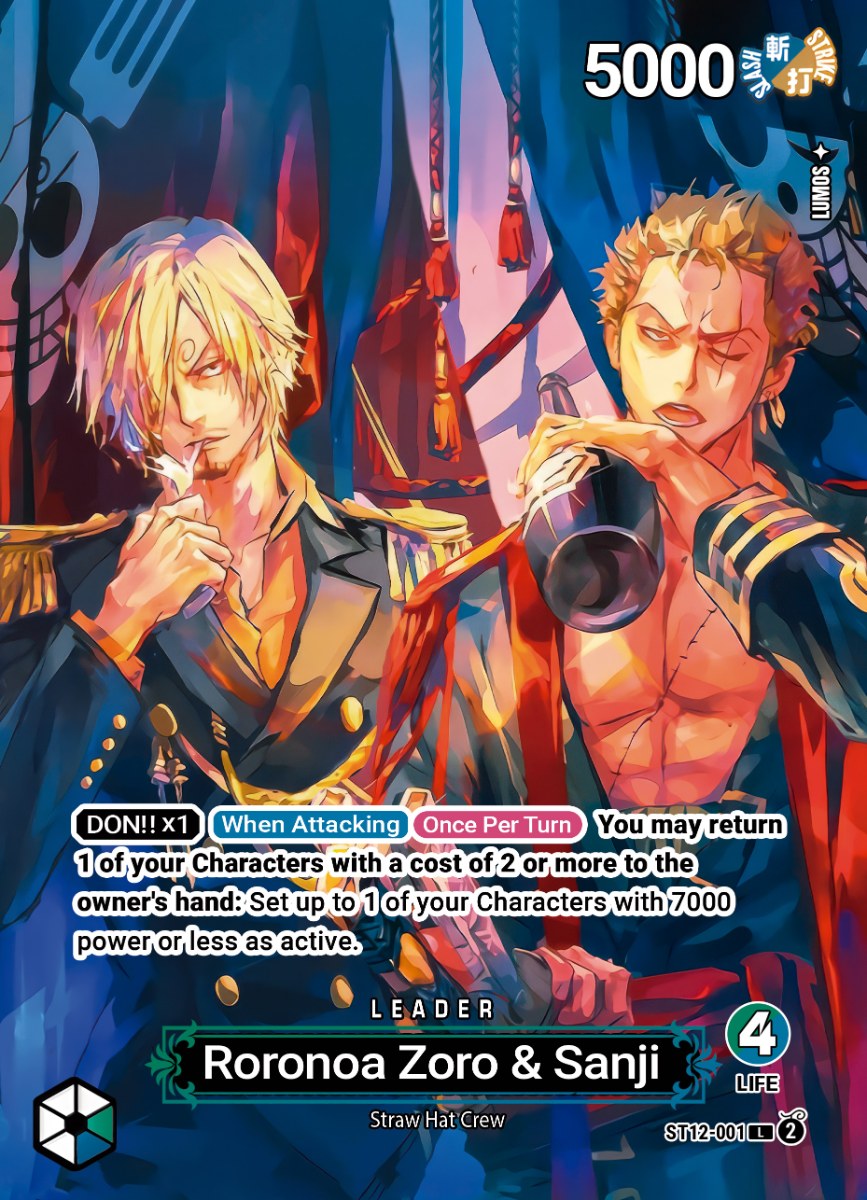 5000
SLASH 斬 打 STRIKE
LUMOS
DON!! x1 When Attacking Once Per Turn You may return
1 of your Characters with a cost of 2 or more to the
owner's hand: Set up to 1 of your Characters with 7000
power or less as active.
LEADER
Roronoa Zoro & Sanji
4
LIFE
Straw Hat Crew
ST12-001 L 2